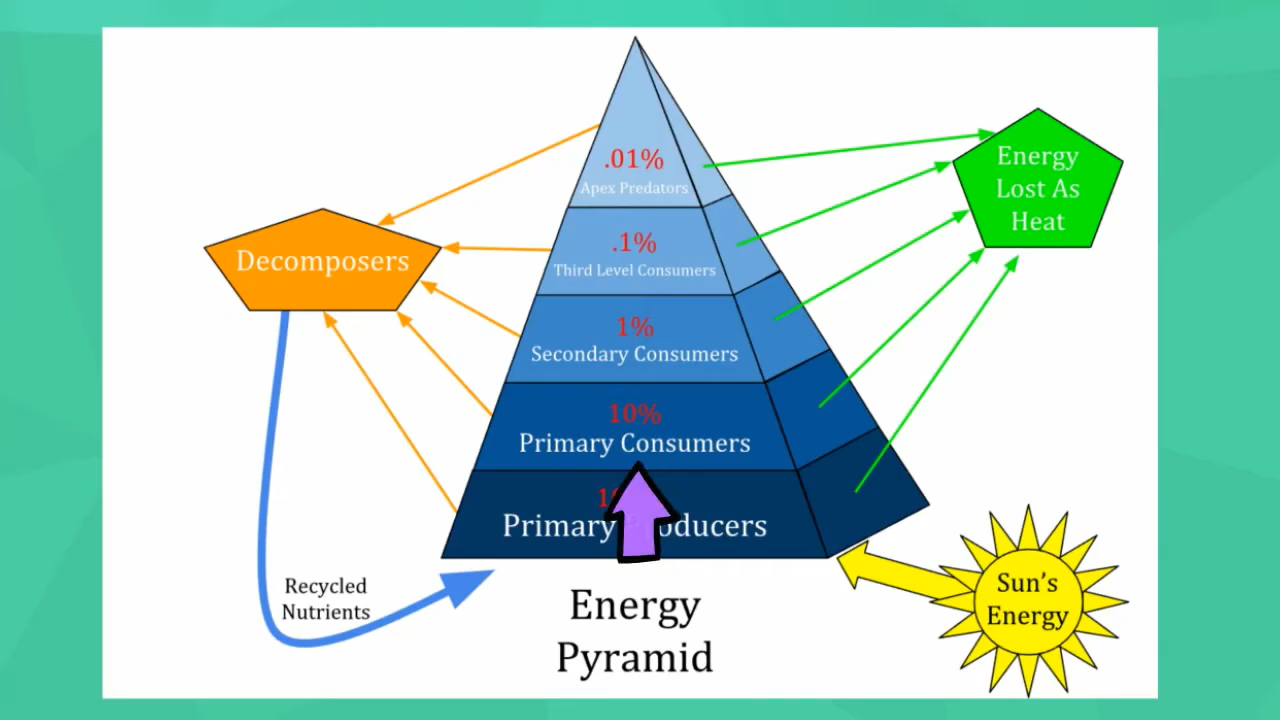 .01%
Apex Predators
.1%
Third Level Consumers
1%
Secondary Consumers
10%
Primary Consumers
Primary
Energy
Pyramid
Decomposers
Recycled
Nutrients
Energy
Lost As
Heat
Sun's
Energy